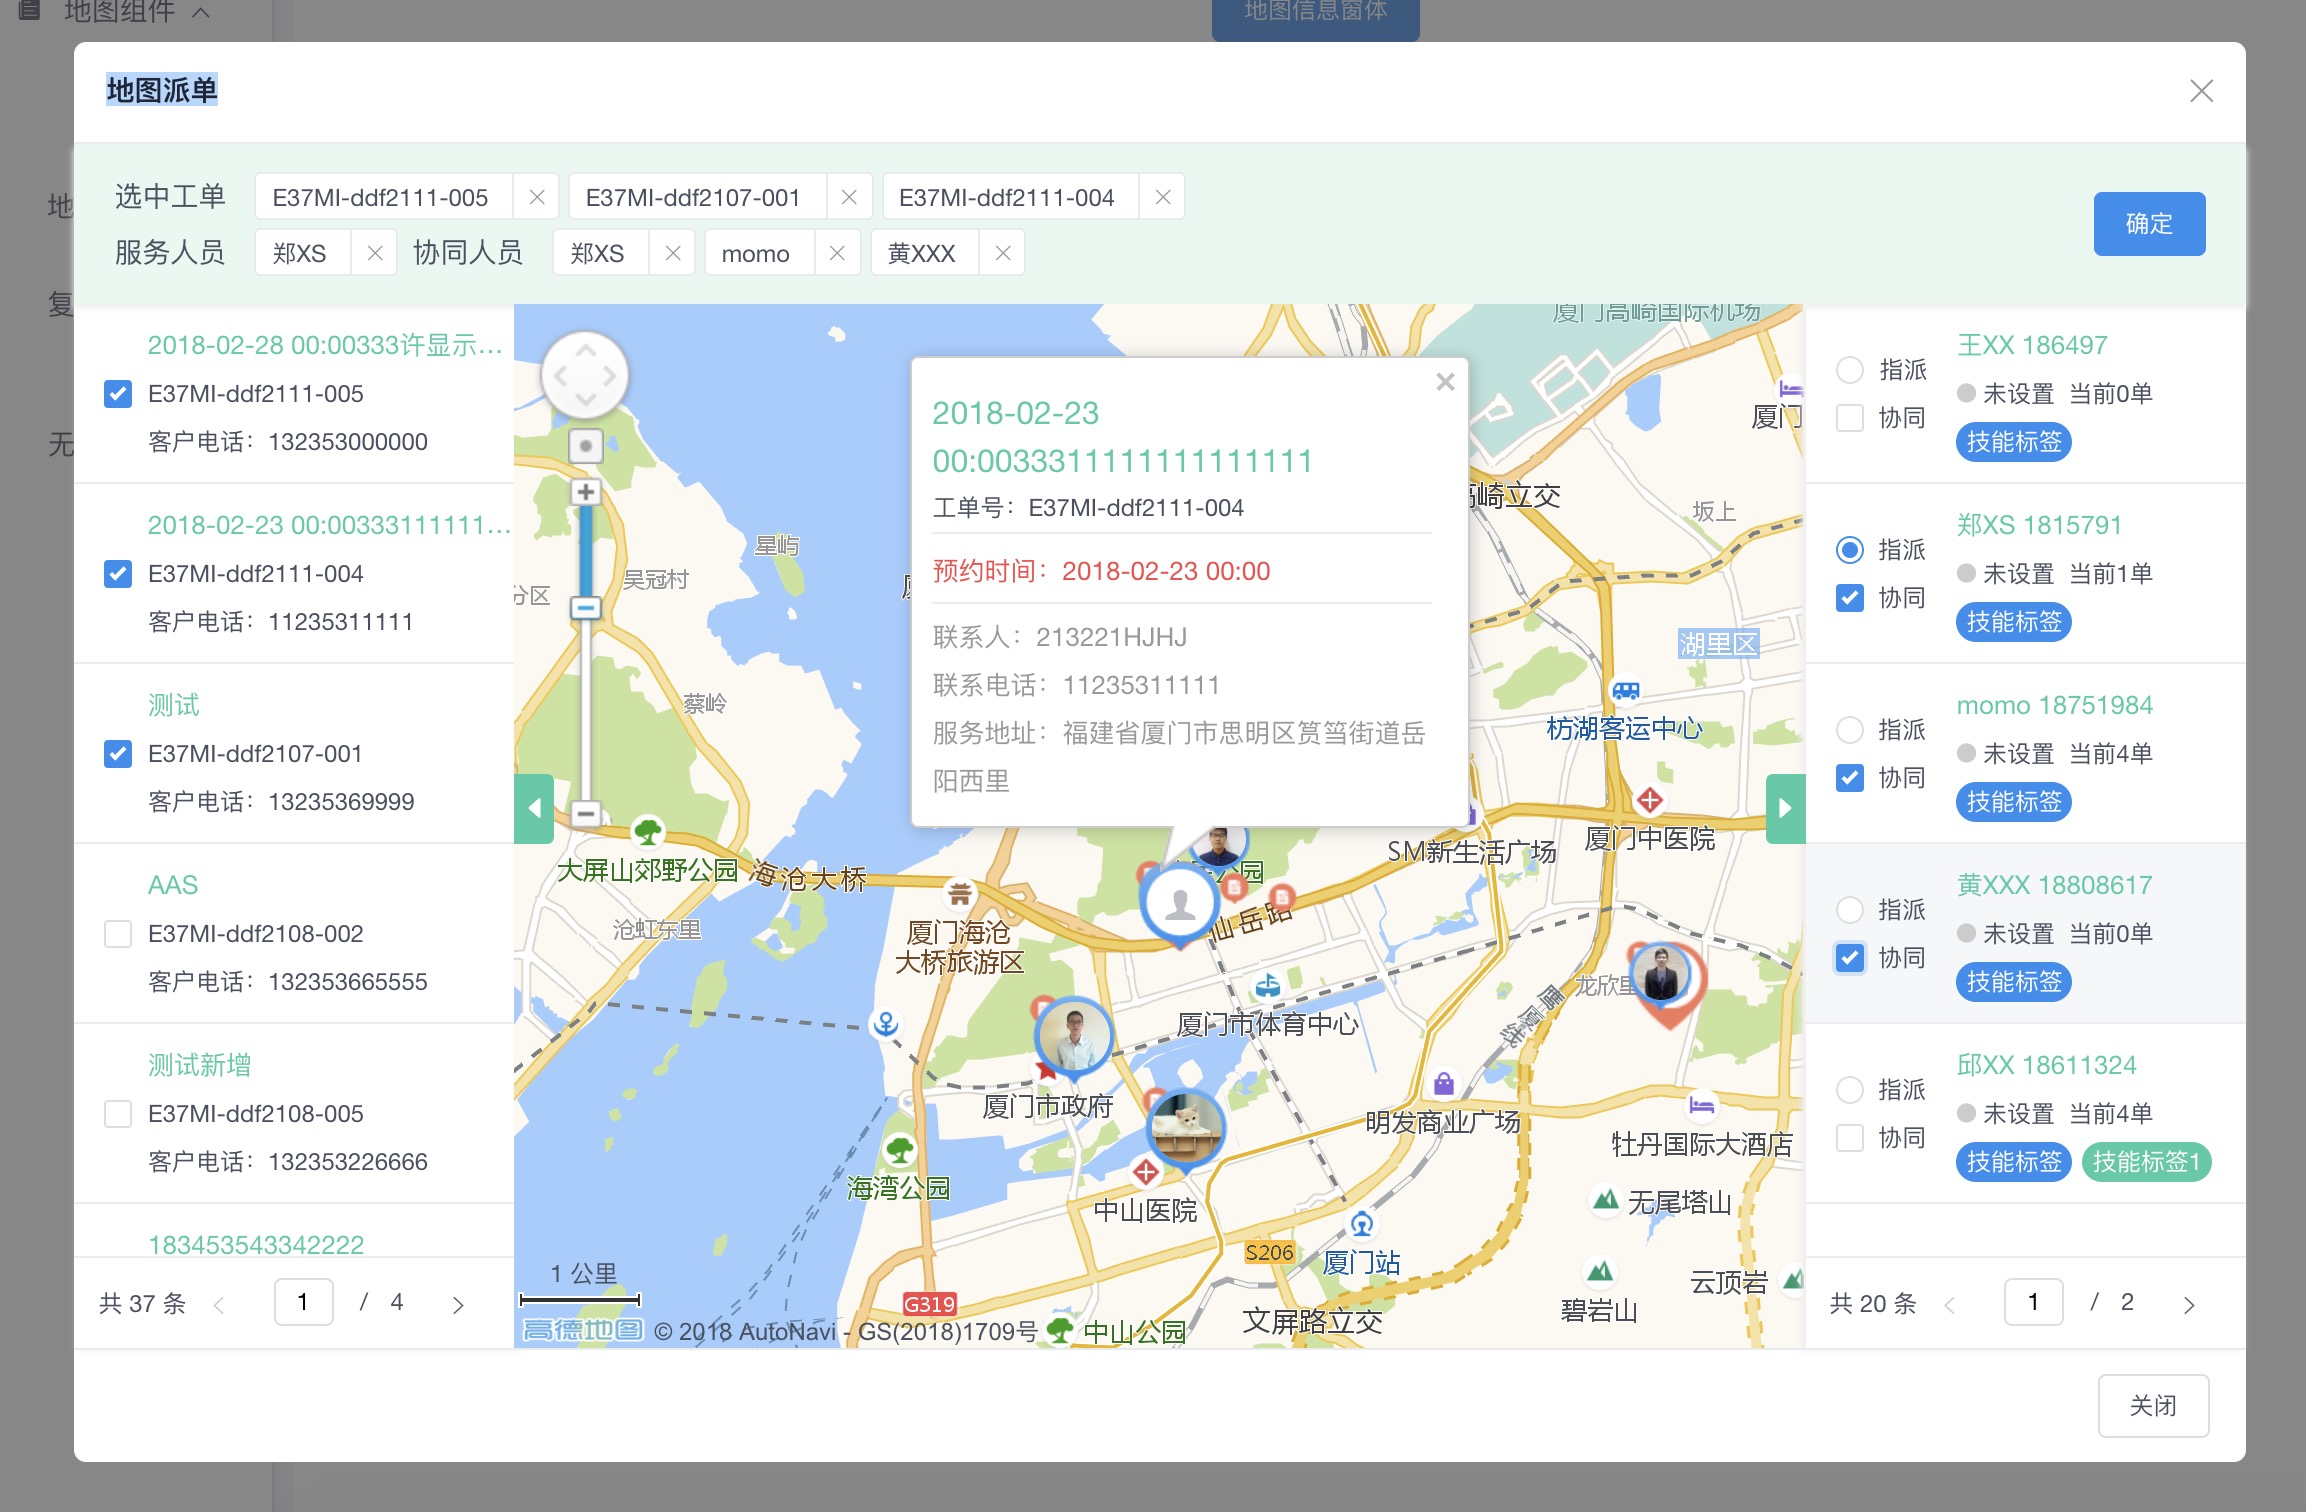 地图组件
地图信息窗体
地图派单
地
复
无
选中工单 E37MI-ddf2111-005 E37MI-ddf2107-001 E37MI-ddf2111-004
服务人员 郑XS 协同人员 郑XS momo 黄XXX
确定
2018-02-28 00:00333许显示...
E37MI-ddf2111-005
客户电话：132353000000
2018-02-23 00:00333111111...
E37MI-ddf2111-004
客户电话：11235311111
测试
E37MI-ddf2107-001
客户电话：13235369999
AAS
E37MI-ddf2108-002
客户电话：132353665555
测试新增
E37MI-ddf2108-005
客户电话：132353226666
183453543342222
共 37 条 1 / 4
2018-02-23
00:0033311111111111111
工单号：E37MI-ddf2111-004
预约时间：2018-02-23 00:00
联系人：213221HJHJ
联系电话：11235311111
服务地址：福建省厦门市思明区筼筜街道岳
阳西里
厦门高崎国际机场
厦门
高崎立交
坂上
星屿
吴冠村
分区
湖里区
蔡岭
枋湖客运中心
厦门中医院
SM新生活广场
大屏山郊野公园
海沧大桥
公园
仙岳路
沧虹东里
厦门海沧
大桥旅游区
龙欣里
鹰厦线
厦门市体育中心
厦门市政府
明发商业广场
牡丹国际大酒店
海湾公园
中山医院
无尾塔山
S206
厦门站
云顶岩
碧岩山
1 公里
G319
文屏路立交
高德地图 © 2018 AutoNavi - GS(2018)1709号
中山公园
王XX 186497
指派
未设置 当前0单
协同
技能标签
郑XS 1815791
指派
未设置 当前1单
协同
技能标签
momo 18751984
指派
未设置 当前4单
协同
技能标签
黄XXX 18808617
指派
未设置 当前0单
协同
技能标签
邱XX 18611324
指派
未设置 当前4单
协同
技能标签 技能标签1
共 20 条 1 / 2
关闭